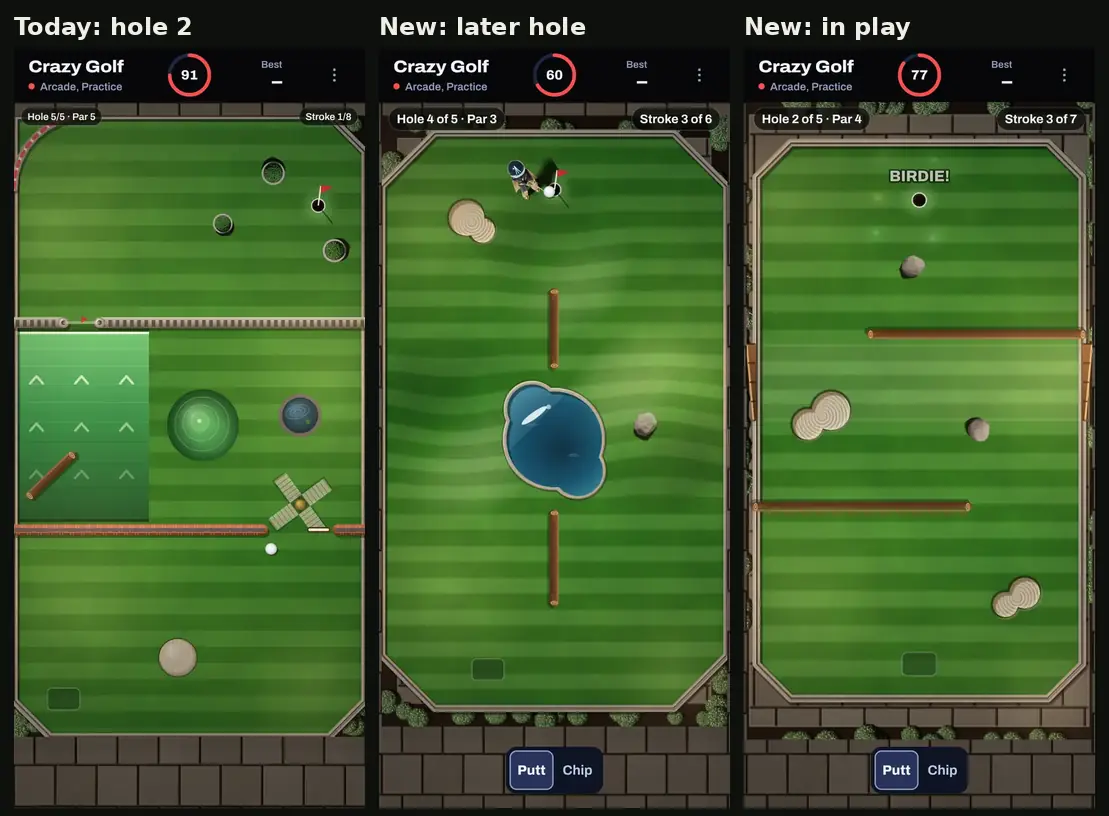 Today: hole 2
Crazy Golf
Arcade, Practice
91
Best
–
Hole 5/5 · Par 5
Stroke 1/8
New: later hole
Crazy Golf
Arcade, Practice
60
Best
–
Hole 4 of 5 · Par 3
Stroke 3 of 6
Putt
Chip
New: in play
Crazy Golf
Arcade, Practice
77
Best
–
Hole 2 of 5 · Par 4
Stroke 3 of 7
BIRDIE!
Putt
Chip